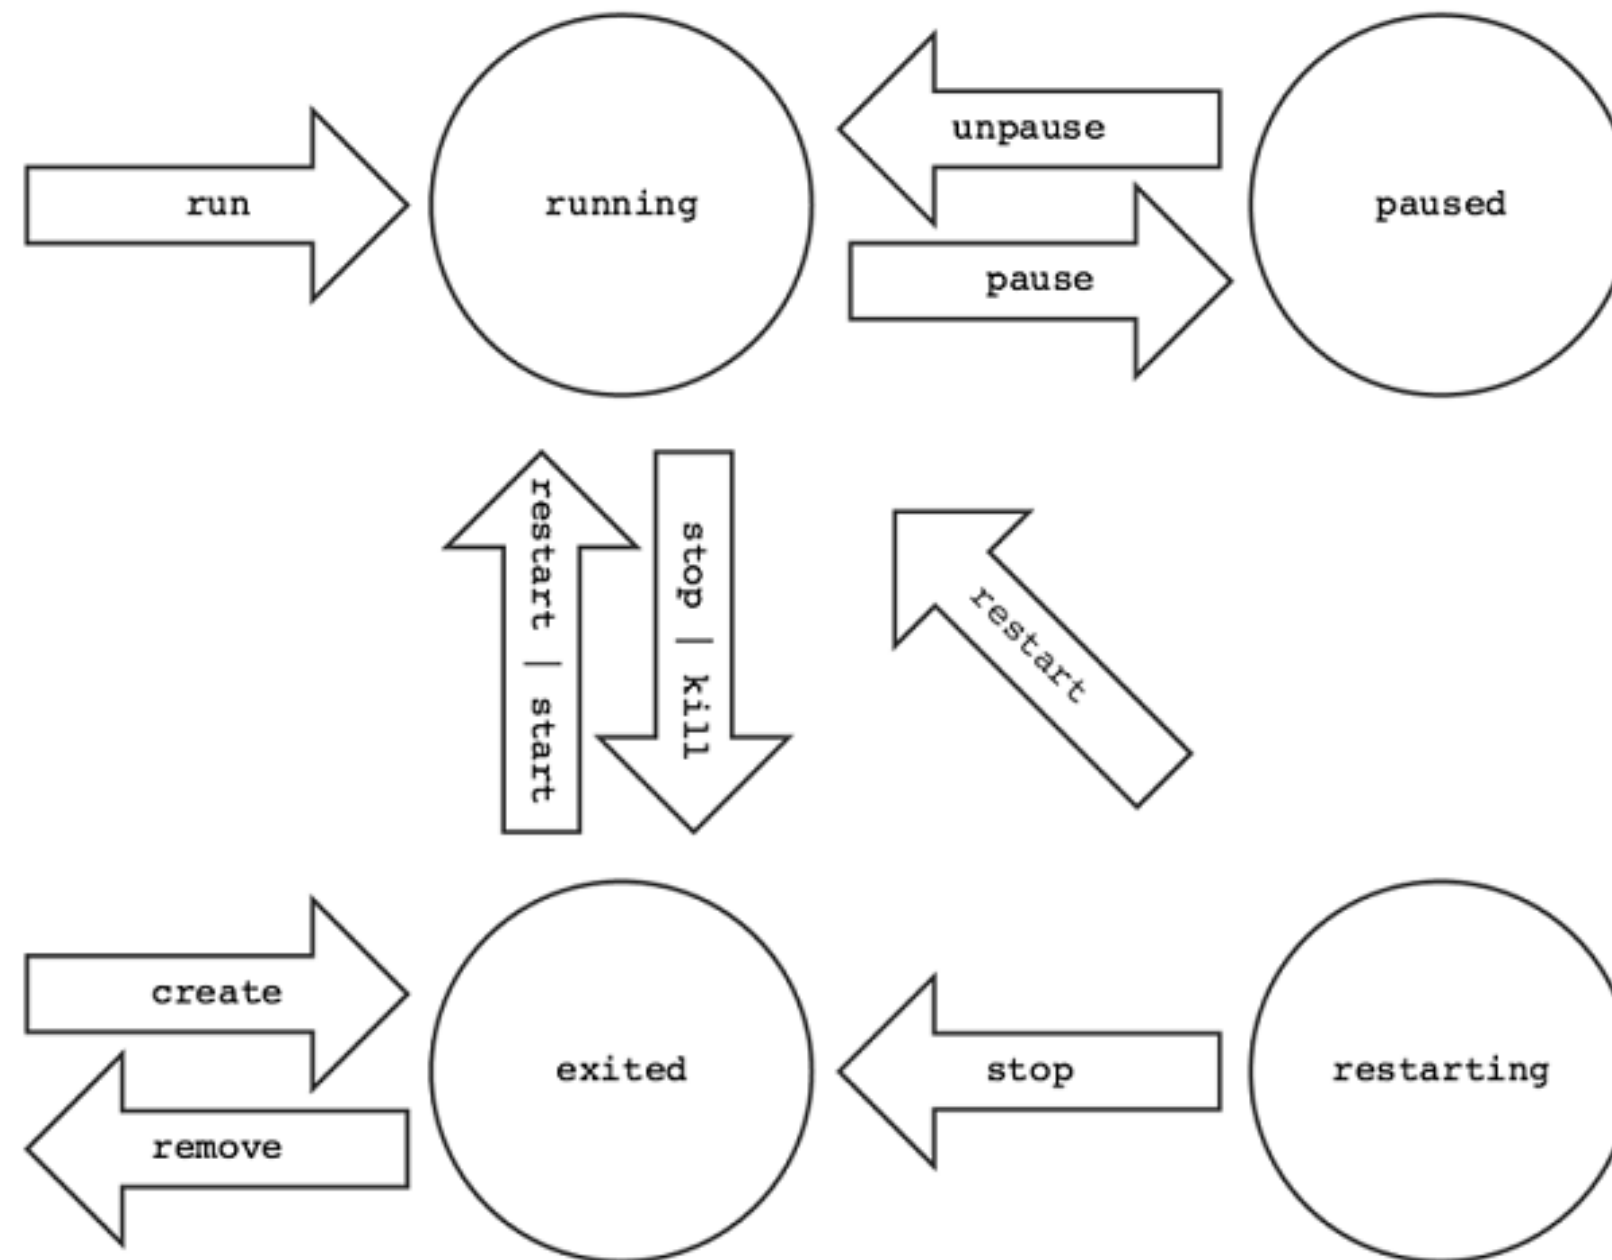 unpause
run
running
paused
pause
restart | start
stop | kill
restart
create
exited
stop
restarting
remove